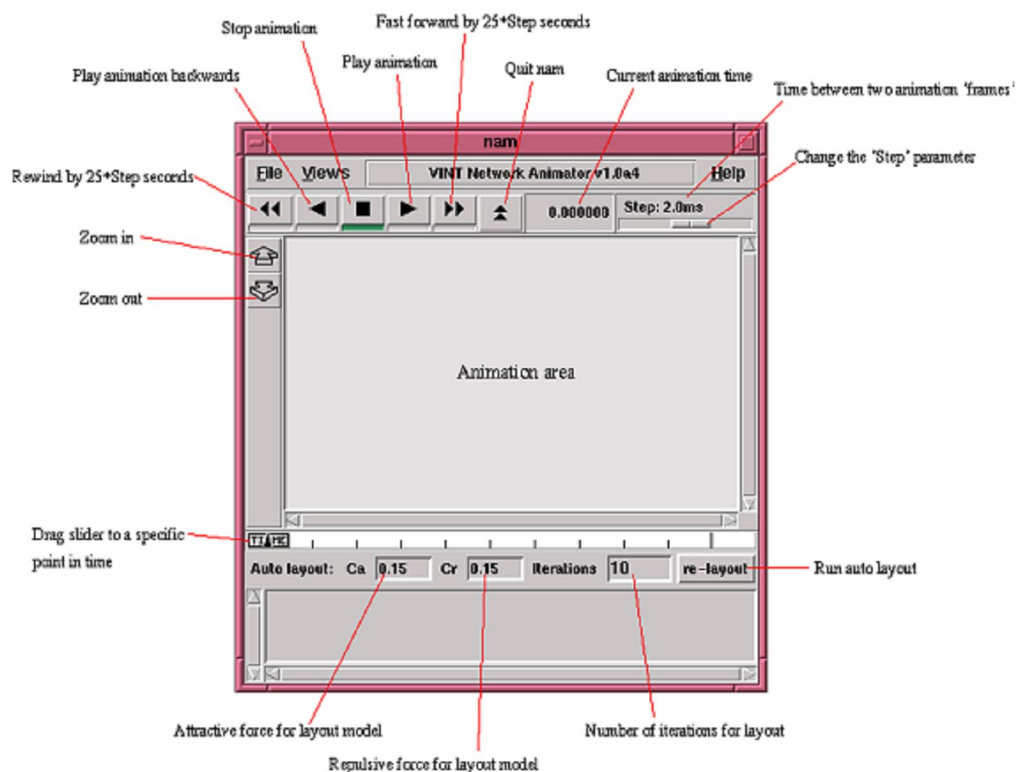 Fast forward by 25*Step seconds
Stop animation
Play animation
Quit nam
Play animation backwards
Current animation time
Time between two animation 'frames'
nam
Change the 'Step' parameter
File Views VINT Network Animator v1.0a4 Help
Rewind by 25*Step seconds
0.000000
Step: 2.0ms
Zoom in
Zoom out
Animation area
Drag slider to a specific
point in time
TIME
Auto layout: Ca 0.15 Cr 0.15 Iterations 10 re-layout
Run auto layout
Attractive force for layout model
Number of iterations for layout
Repulsive force for layout model